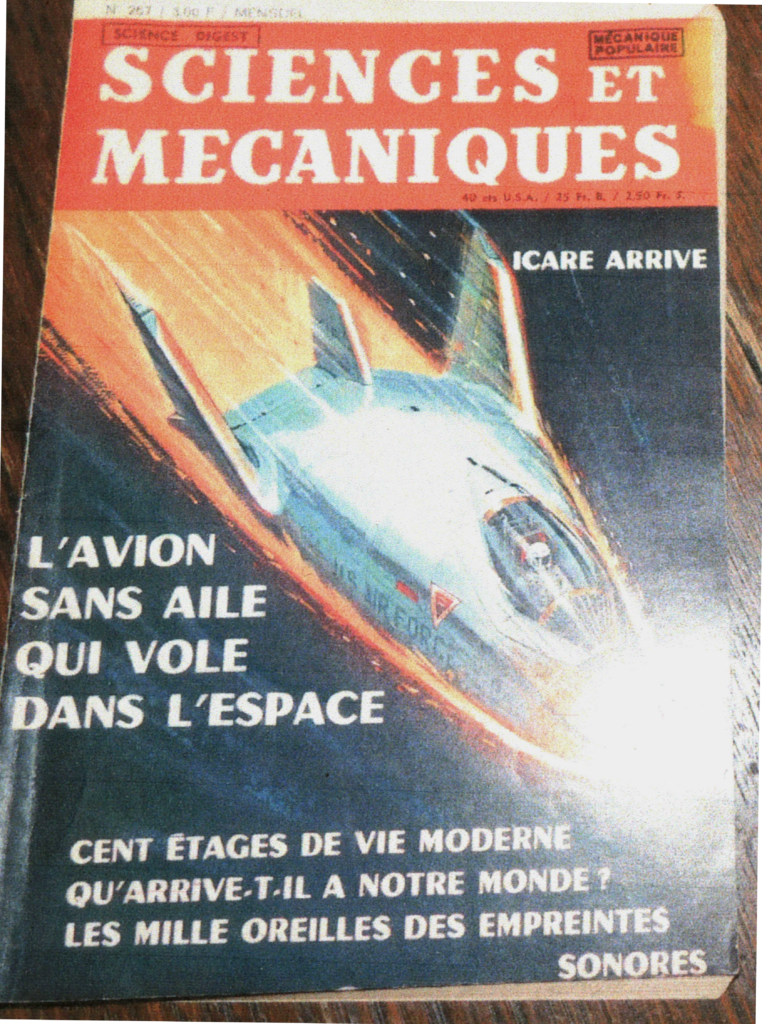 N° 267 / 3,00 F / MENSUEL
SCIENCE DIGEST
MÉCANIQUE
POPULAIRE
SCIENCES ET
MECANIQUES
40 cts U.S.A. / 25 Fr. B. / 2,50 Fr. S.
ICARE ARRIVE
L'AVION
SANS AILE
QUI VOLE
DANS L'ESPACE
U.S. AIR FORCE
CENT ÉTAGES DE VIE MODERNE
QU'ARRIVE-T-IL A NOTRE MONDE ?
LES MILLE OREILLES DES EMPREINTES
SONORES